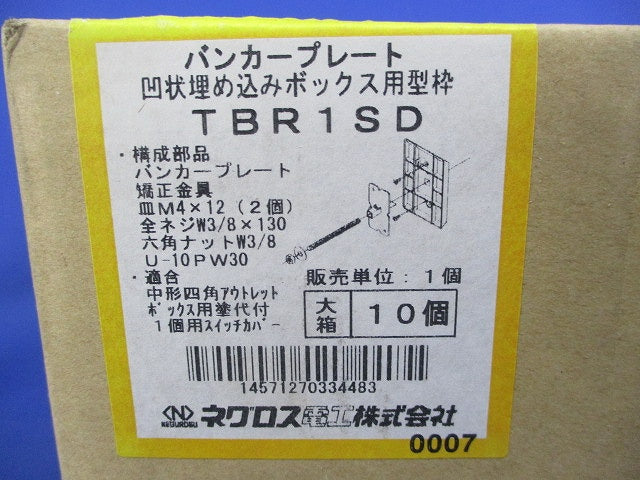 バンカープレート
凹状埋め込みボックス用型枠
TBR1SD
・構成部品
バンカープレート
矯正金具
皿M4×12（2個）
全ネジW3/8×130
六角ナットW3/8
U-10PW30
・適合
中形四角アウトレット
ボックス用塗代付
1個用スイッチカバー
販売単位：1個
大箱 10個
14571270334483
NEGUROSU ネグロス電工株式会社
0007